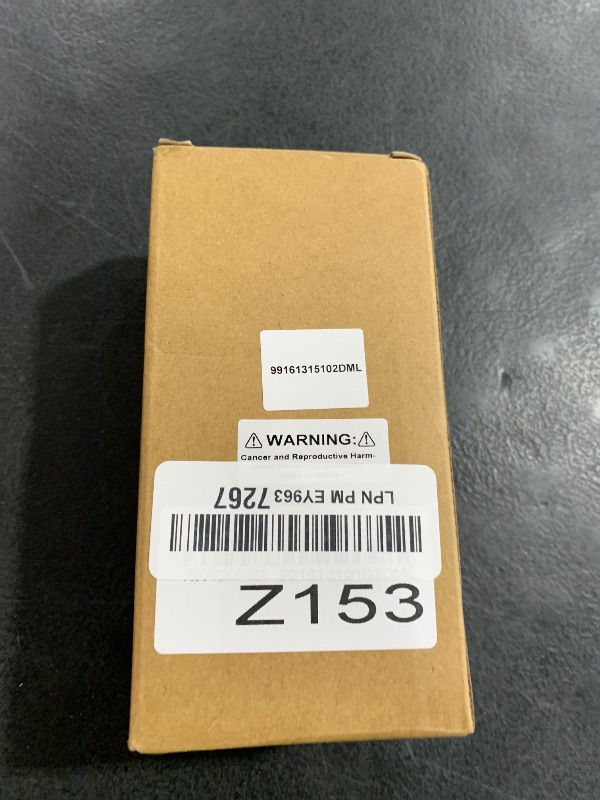 99161315102DML
⚠ WARNING:⚠
Cancer and Reproductive Harm-
LPN PM EY963 7267
Z153